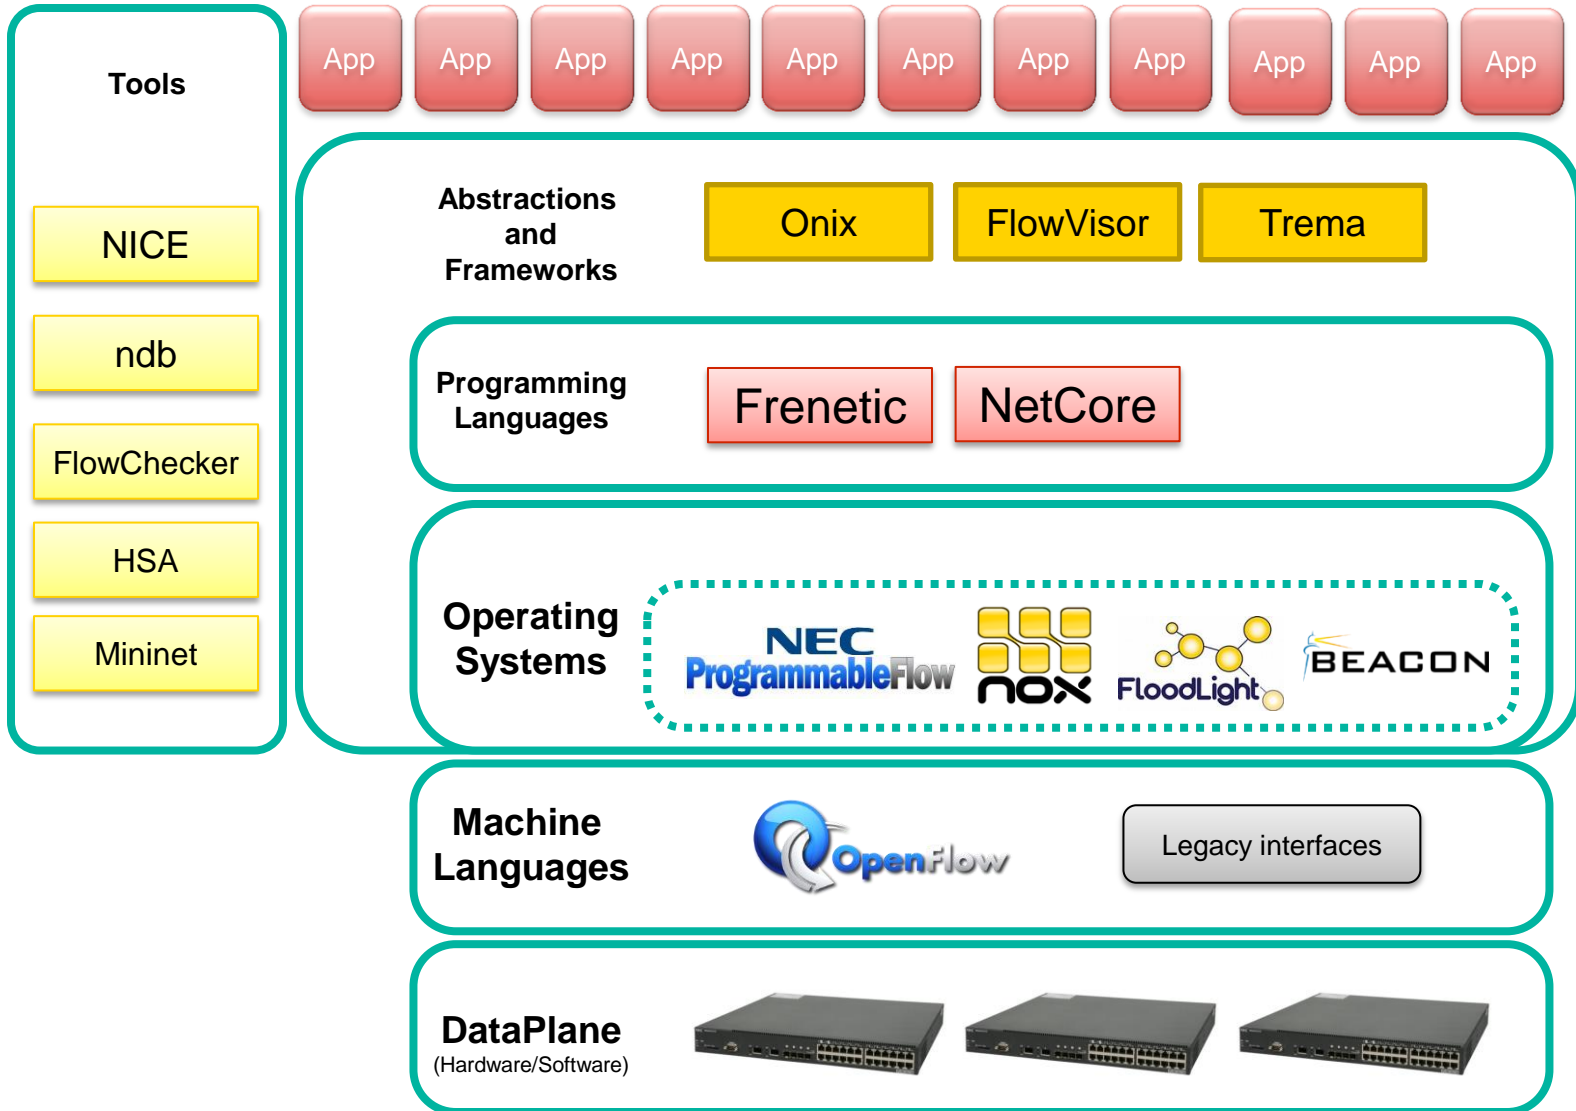 Tools
NICE
ndb
FlowChecker
HSA
Mininet
App App App App App App App App App App App
Abstractions
and
Frameworks
Onix FlowVisor Trema
Programming
Languages
Frenetic NetCore
Operating
Systems
NEC
ProgrammableFlow
nox
FloodLight
BEACON
Machine
Languages
OpenFlow
Legacy interfaces
DataPlane
(Hardware/Software)